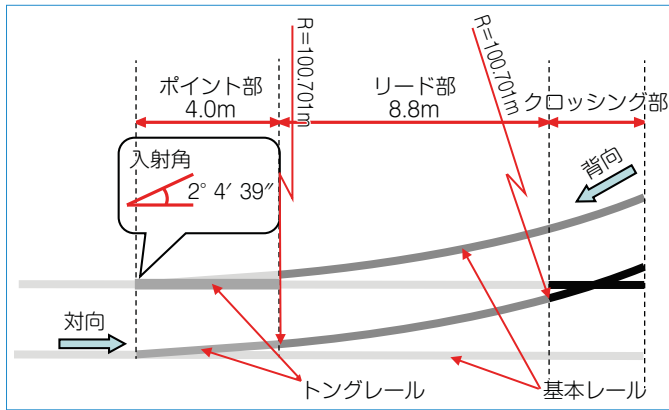 R=100.701m
R=100.701m
ポイント部
4.0m
リード部
8.8m
クロッシング部
入射角
2° 4′ 39″
背向
対向
トングレール
基本レール